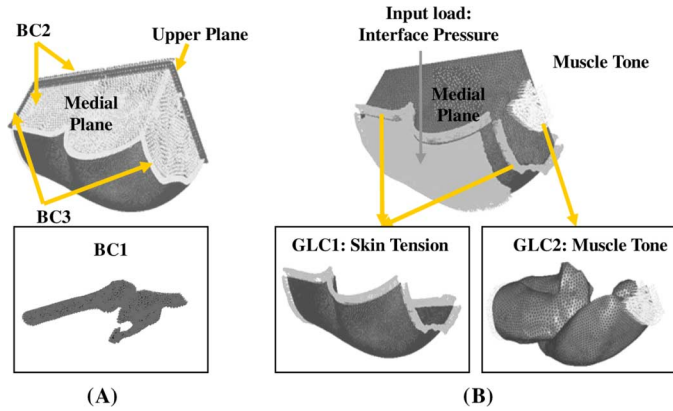 BC2
Upper Plane
Medial
Plane
BC3
BC1
(A)
Input load:
Interface Pressure
Muscle Tone
Medial
Plane
GLC1: Skin Tension
GLC2: Muscle Tone
(B)